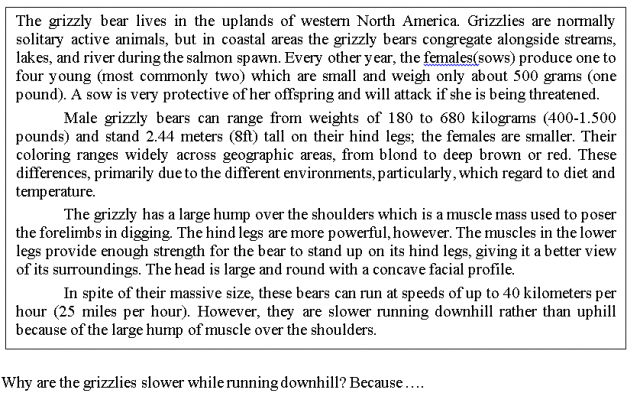 The grizzly bear lives in the uplands of western North America. Grizzlies are normally
solitary active animals, but in coastal areas the grizzly bears congregate alongside streams,
lakes, and river during the salmon spawn. Every other year, the females(sows) produce one to
four young (most commonly two) which are small and weigh only about 500 grams (one
pound). A sow is very protective of her offspring and will attack if she is being threatened.
Male grizzly bears can range from weights of 180 to 680 kilograms (400-1.500
pounds) and stand 2.44 meters (8ft) tall on their hind legs; the females are smaller. Their
coloring ranges widely across geographic areas, from blond to deep brown or red. These
differences, primarily due to the different environments, particularly, which regard to diet and
temperature.
The grizzly has a large hump over the shoulders which is a muscle mass used to poser
the forelimbs in digging. The hind legs are more powerful, however. The muscles in the lower
legs provide enough strength for the bear to stand up on its hind legs, giving it a better view
of its surroundings. The head is large and round with a concave facial profile.
In spite of their massive size, these bears can run at speeds of up to 40 kilometers per
hour (25 miles per hour). However, they are slower running downhill rather than uphill
because of the large hump of muscle over the shoulders.
Why are the grizzlies slower while running downhill? Because ....